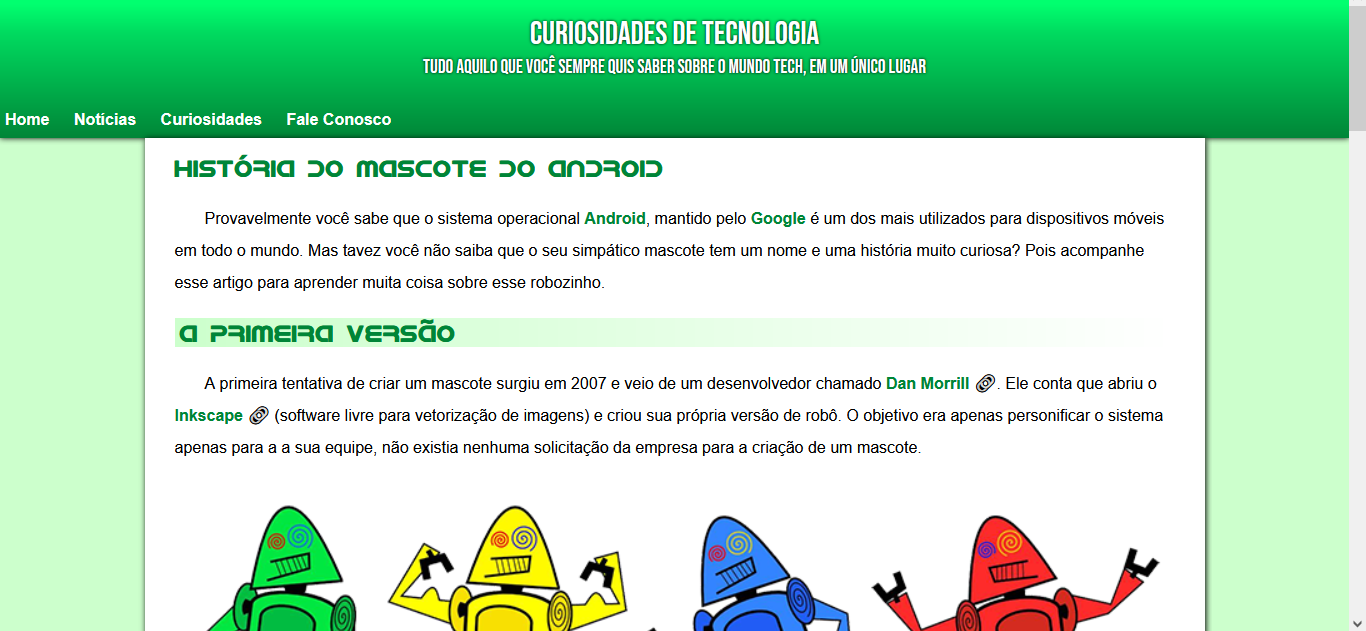 CURIOSIDADES DE TECNOLOGIA
TUDO AQUILO QUE VOCÊ SEMPRE QUIS SABER SOBRE O MUNDO TECH, EM UM ÚNICO LUGAR
Home Notícias Curiosidades Fale Conosco
HISTÓRIA DO MASCOTE DO ANDROID
Provavelmente você sabe que o sistema operacional Android, mantido pelo Google é um dos mais utilizados para dispositivos móveis
em todo o mundo. Mas tavez você não saiba que o seu simpático mascote tem um nome e uma história muito curiosa? Pois acompanhe
esse artigo para aprender muita coisa sobre esse robozinho.
A PRIMEIRA VERSÃO
A primeira tentativa de criar um mascote surgiu em 2007 e veio de um desenvolvedor chamado Dan Morrill . Ele conta que abriu o
Inkscape (software livre para vetorização de imagens) e criou sua própria versão de robô. O objetivo era apenas personificar o sistema
apenas para a a sua equipe, não existia nenhuma solicitação da empresa para a criação de um mascote.